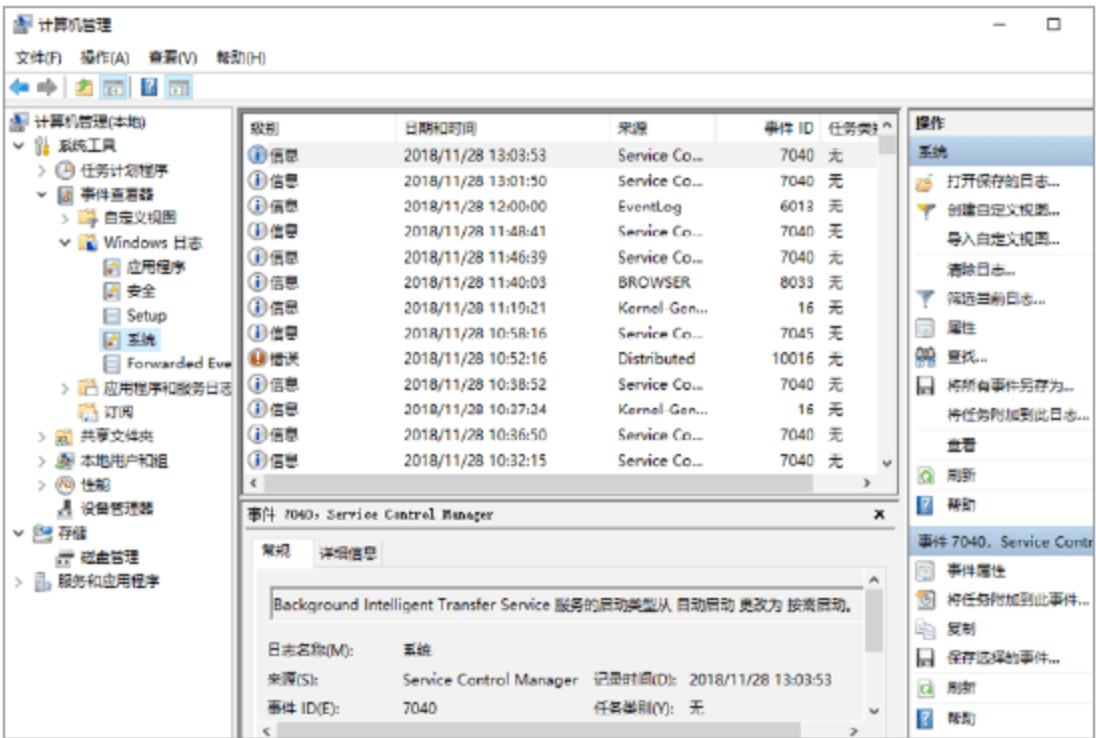 计算机管理
文件(F) 操作(A) 查看(V) 帮助(H)
计算机管理(本地)
系统工具
任务计划程序
事件查看器
自定义视图
Windows 日志
应用程序
安全
Setup
系统
Forwarded Eve
应用程序和服务日志
订阅
共享文件夹
本地用户和组
性能
设备管理器
存储
磁盘管理
服务和应用程序
级别 日期和时间 来源 事件 ID 任务类别
信息 2018/11/28 13:03:53 Service Co... 7040 无
信息 2018/11/28 13:01:50 Service Co... 7040 无
信息 2018/11/28 12:00:00 EventLog 6013 无
信息 2018/11/28 11:48:41 Service Co... 7040 无
信息 2018/11/28 11:46:39 Service Co... 7040 无
信息 2018/11/28 11:40:03 BROWSER 8033 无
信息 2018/11/28 11:19:21 Kernel-Gen... 16 无
信息 2018/11/28 10:58:16 Service Co... 7045 无
错误 2018/11/28 10:52:16 Distributed 10016 无
信息 2018/11/28 10:38:52 Service Co... 7040 无
信息 2018/11/28 10:37:24 Kernel-Gen... 16 无
信息 2018/11/28 10:36:50 Service Co... 7040 无
信息 2018/11/28 10:32:15 Service Co... 7040 无
事件 7040，Service Control Manager
常规 详细信息
Background Intelligent Transfer Service 服务的启动类型从 自动启动 更改为 按需启动。
日志名称(M): 系统
来源(S): Service Control Manager 记录时间(D): 2018/11/28 13:03:53
事件 ID(E): 7040 任务类别(Y): 无
操作
系统
打开保存的日志...
创建自定义视图...
导入自定义视图...
清除日志...
筛选当前日志...
属性
查找...
将所有事件另存为...
将任务附加到此日志...
查看
刷新
帮助
事件 7040，Service Contr
事件属性
将任务附加到此事件...
复制
保存选择的事件...
刷新
帮助